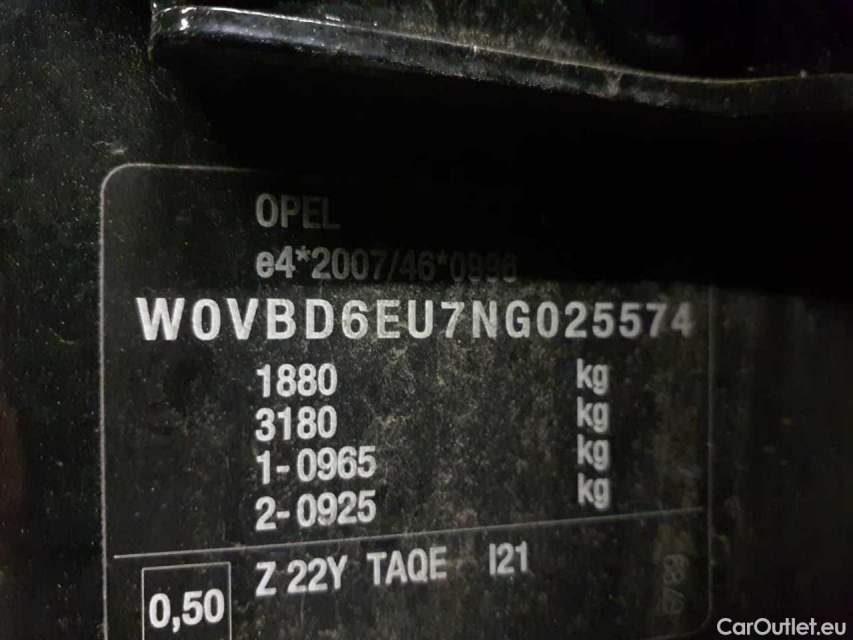 OPEL
e4*2007/46*0996
W0VBD6EU7NG025574
1880 kg
3180 kg
1-0965 kg
2-0925 kg
Z 22Y TAQE I21
0,50
CarOutlet.eu